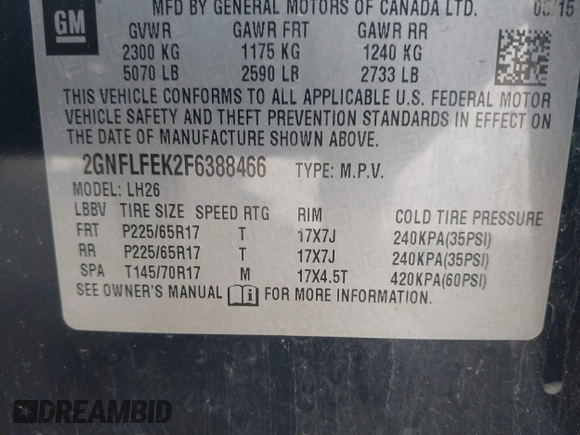 GM
MFD BY GENERAL MOTORS OF CANADA LTD.
GVWR GAWR FRT GAWR RR
2300 KG 1175 KG 1240 KG
5070 LB 2590 LB 2733 LB
THIS VEHICLE CONFORMS TO ALL APPLICABLE U.S. FEDERAL MOTOR
VEHICLE SAFETY AND THEFT PREVENTION STANDARDS IN EFFECT ON
THE DATE OF MANUFACTURE SHOWN ABOVE.
2GNFLFEK2F6388466 TYPE: M.P.V.
MODEL: LH26
LBBV TIRE SIZE SPEED RTG RIM COLD TIRE PRESSURE
FRT P225/65R17 T 17X7J 240KPA(35PSI)
RR P225/65R17 T 17X7J 240KPA(35PSI)
SPA T145/70R17 M 17X4.5T 420KPA(60PSI)
SEE OWNER'S MANUAL FOR MORE INFORMATION.
DREAMBID